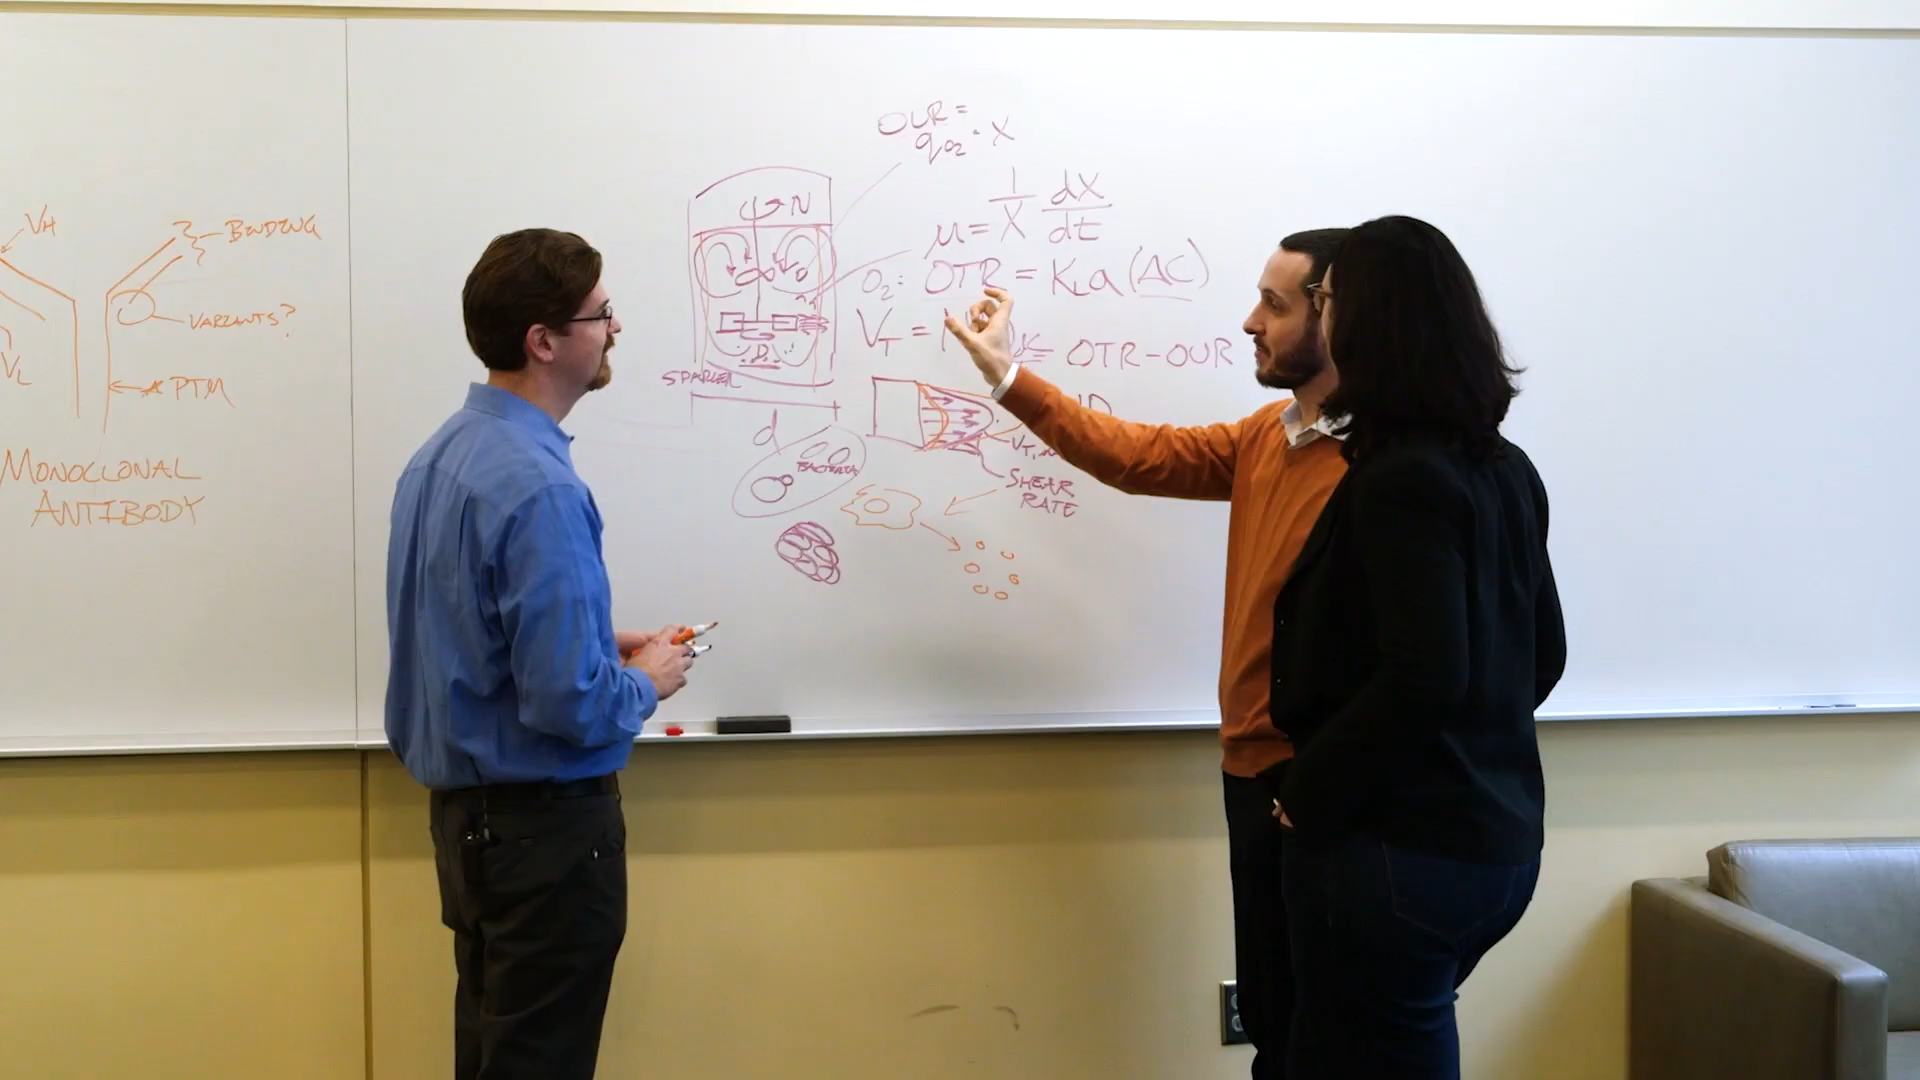 VH
BINDING
VARIANTS?
VL
PTM
MONOCLONAL
ANTIBODY
OUR =
qO2 · X
N
μ = 1/X dX/dt
O2: OTR = KLa (ΔC)
VT =
= OTR - OUR
D
SPARGER
d
BACTERIA
VT,
SHEAR
RATE